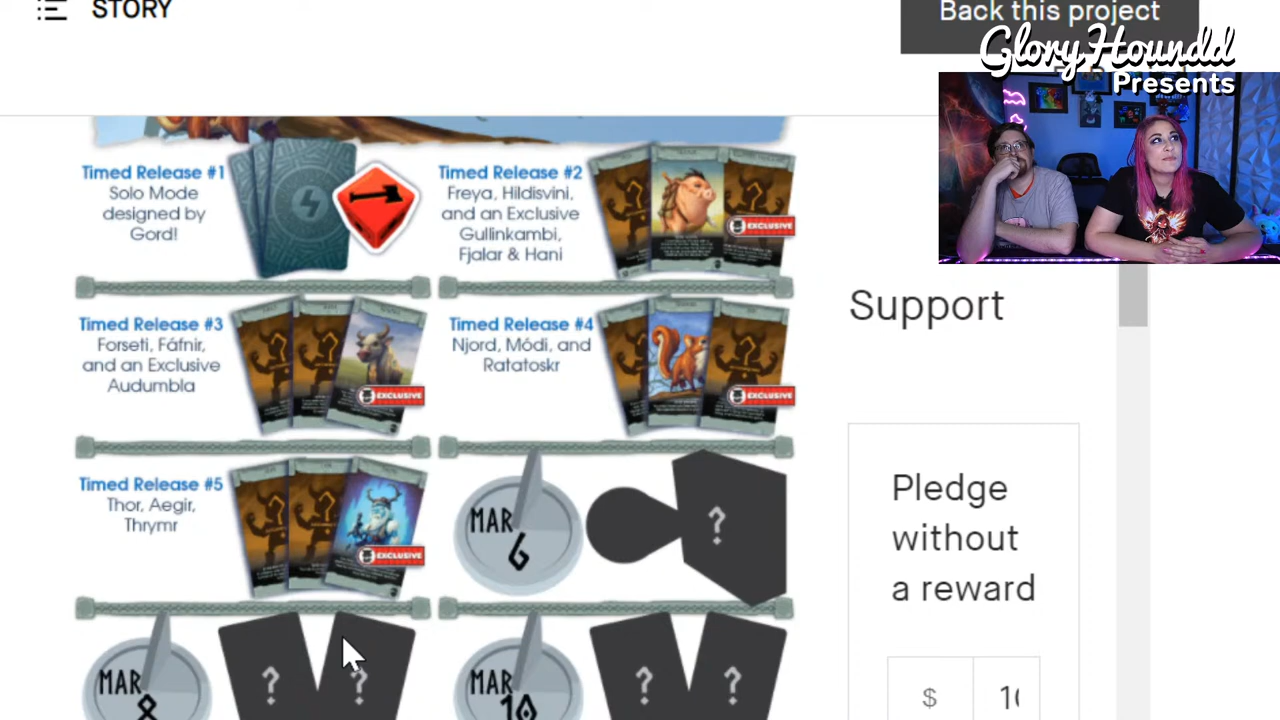 STORY
Back this project
GloryHoundd
Presents
Timed Release #1
Solo Mode
designed by
Gord!
Timed Release #2
Freya, Hildisvini,
and an Exclusive
Gullinkambi,
Fjalar & Hani
EXCLUSIVE
Timed Release #3
Forseti, Fáfnir,
and an Exclusive
Audumbla
EXCLUSIVE
Timed Release #4
Njord, Módi, and
Ratatoskr
EXCLUSIVE
Timed Release #5
Thor, Aegir,
Thrymr
EXCLUSIVE
MAR
6
?
MAR
8
? ?
MAR
10
? ?
Support
Pledge
without
a reward
$